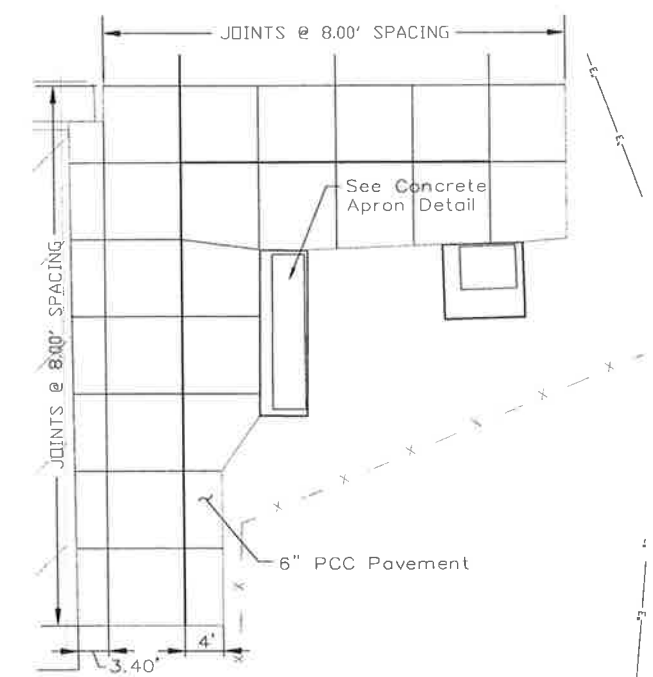 JOINTS @ 8.00' SPACING
See Concrete
Apron Detail
JOINTS @ 8.00' SPACING
6" PCC Pavement
4'
3.40'